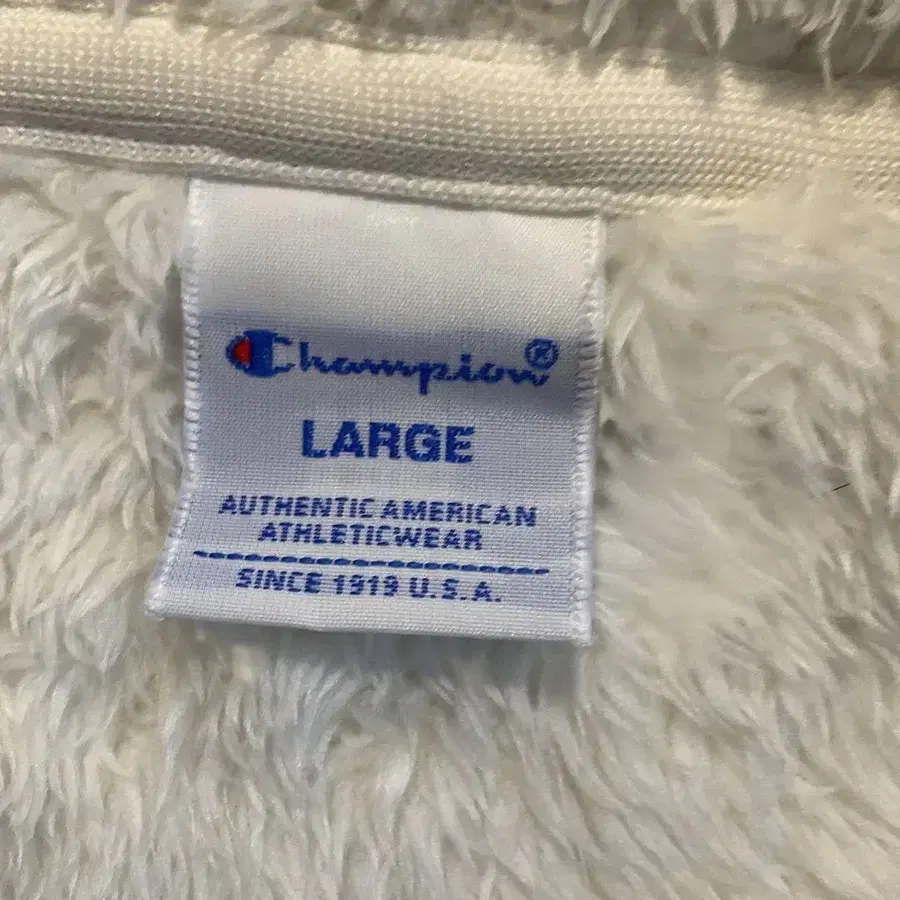 Champion®
LARGE
AUTHENTIC AMERICAN
ATHLETICWEAR
SINCE 1919 U.S.A.